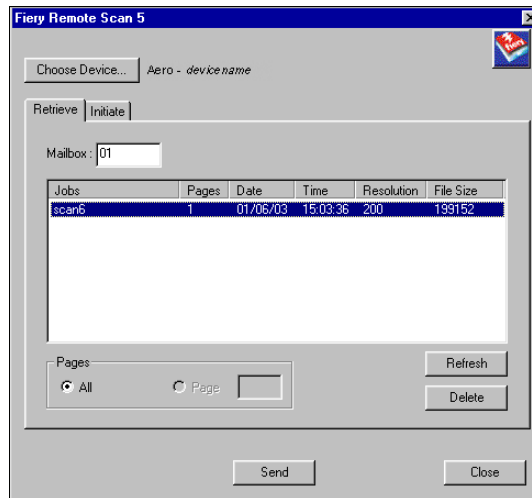 Fiery Remote Scan 5
fiery
Choose Device... Aero - devicename
Retrieve Initiate
Mailbox : 01
Jobs Pages Date Time Resolution File Size
scan6 1 01/06/03 15:03:36 200 199152
Pages
All Page
Refresh
Delete
Send Close